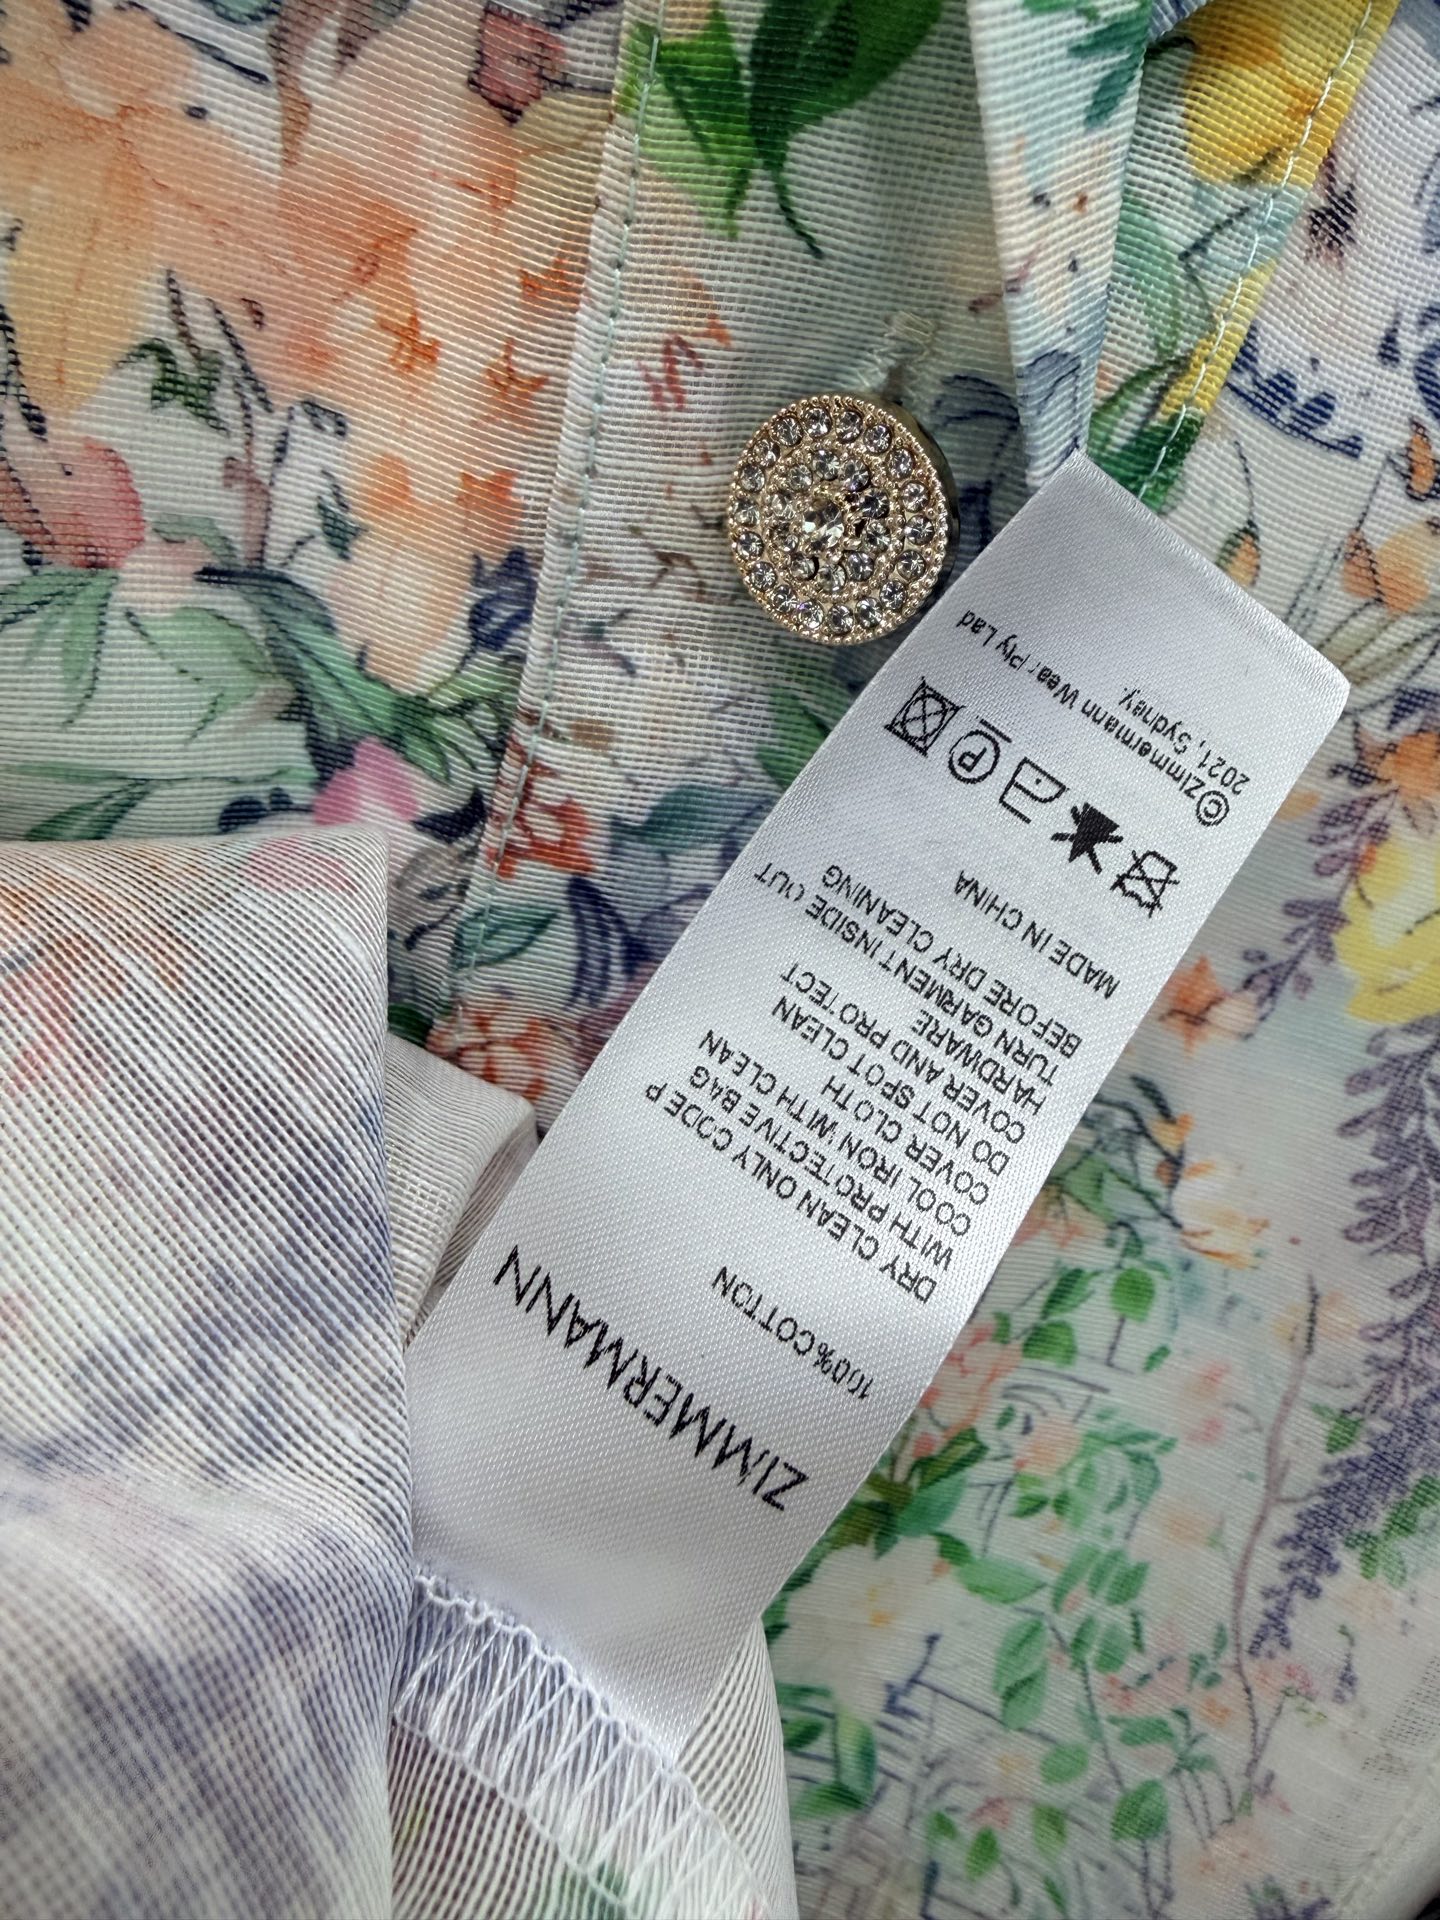 ZIMMERMANN
100%COTTON
DRY CLEAN ONLY CODE P
WITH PROTECTIVE BAG
COOL IRON WITH CLEAN
COVER CLOTH
DO NOT SPOT CLEAN
COVER AND PROTECT
HARDWARE
TURN GARMENT INSIDE OUT
BEFORE DRY CLEANING
MADE IN CHINA
P
©Zimmermann Wear Pty Lad
2021, Sydney.